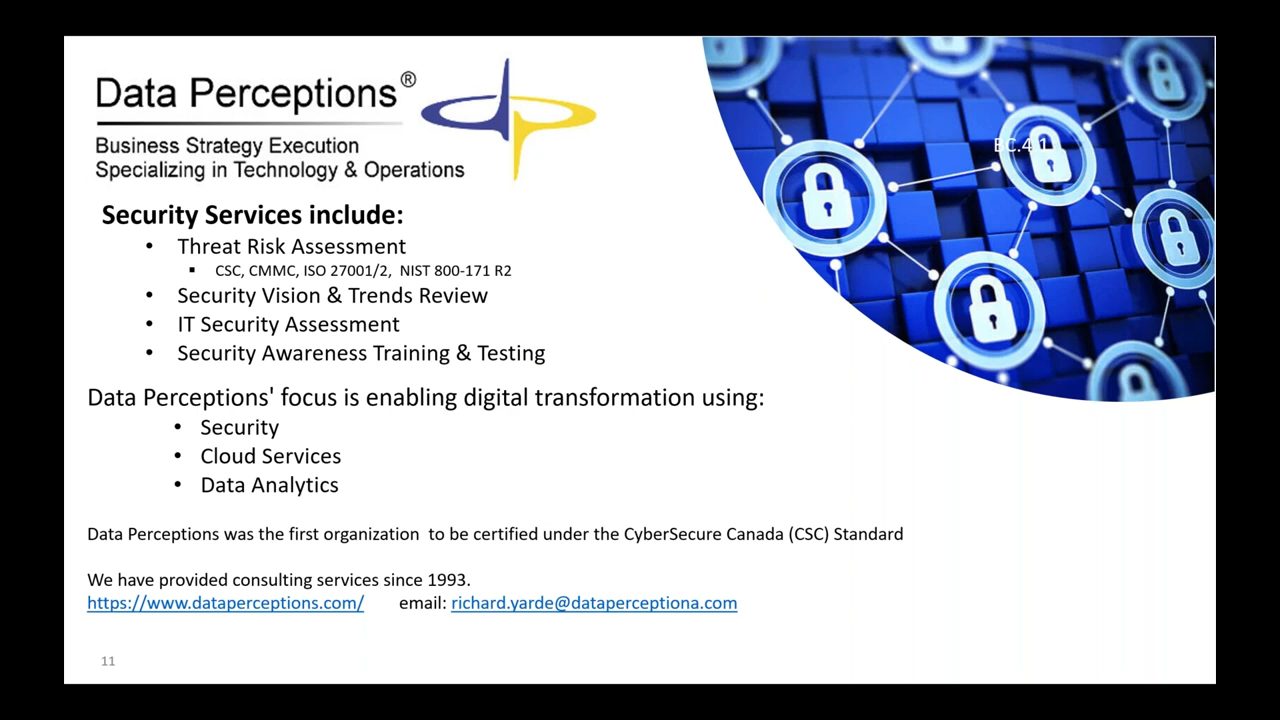 Data Perceptions®
Business Strategy Execution
Specializing in Technology & Operations
BC.4.1
Security Services include:
• Threat Risk Assessment
▪ CSC, CMMC, ISO 27001/2, NIST 800-171 R2
• Security Vision & Trends Review
• IT Security Assessment
• Security Awareness Training & Testing
Data Perceptions' focus is enabling digital transformation using:
• Security
• Cloud Services
• Data Analytics
Data Perceptions was the first organization to be certified under the CyberSecure Canada (CSC) Standard
We have provided consulting services since 1993.
https://www.dataperceptions.com/ email: richard.yarde@dataperceptiona.com
11